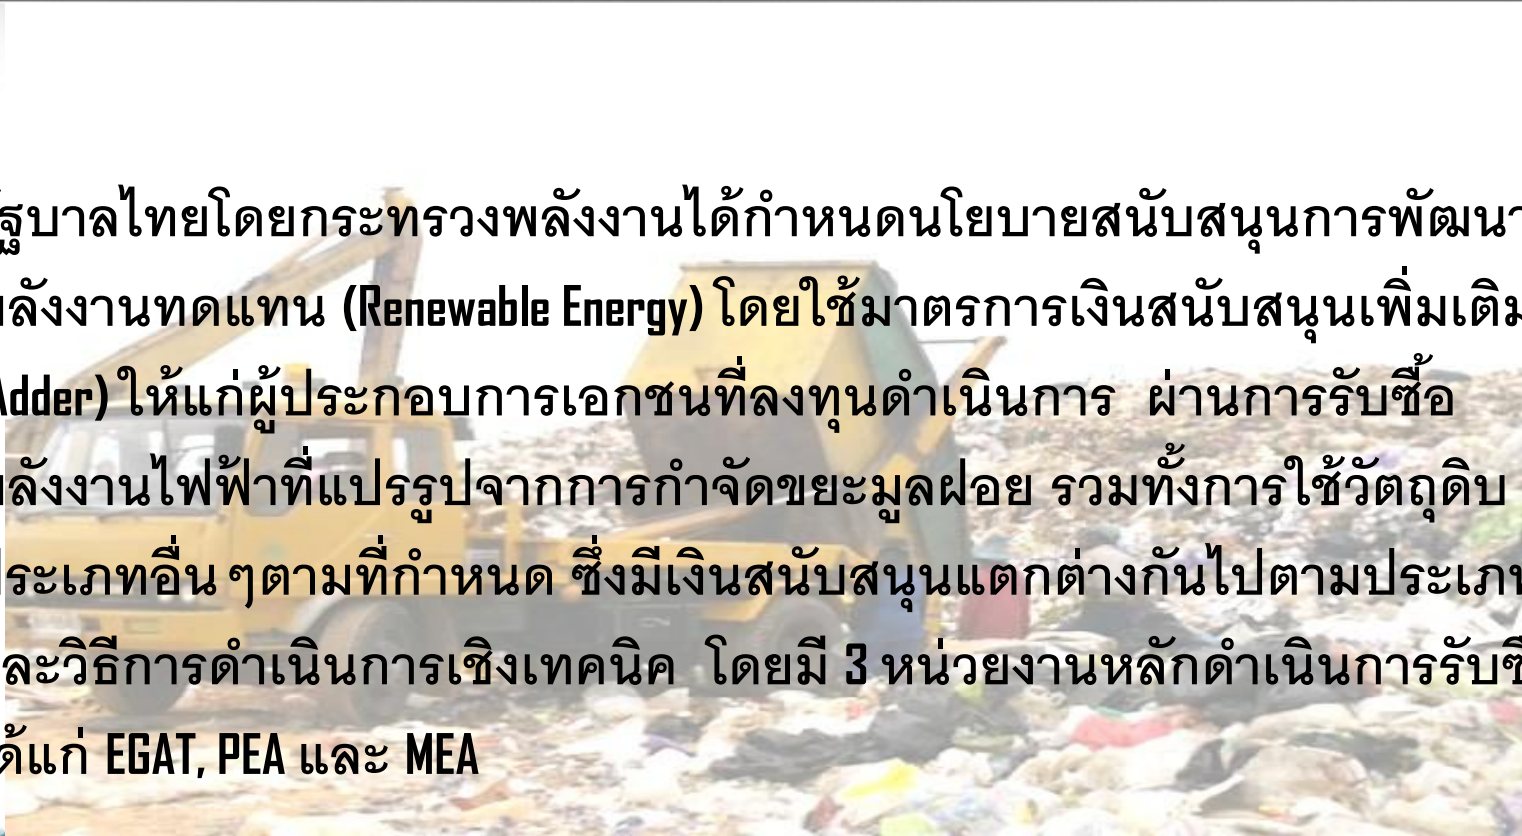 ฐบาลไทยโดยกระทรวงพลังงานได้กำหนดนโยบายสนับสนุนการพัฒนา
ลังงานทดแทน (Renewable Energy) โดยใช้มาตรการเงินสนับสนุนเพิ่มเติม
Adder) ให้แก่ผู้ประกอบการเอกชนที่ลงทุนดำเนินการ ผ่านการรับซื้อ
ลังงานไฟฟ้าที่แปรรูปจากการกำจัดขยะมูลฝอย รวมทั้งการใช้วัตถุดิบ
ระเภทอื่น ๆตามที่กำหนด ซึ่งมีเงินสนับสนุนแตกต่างกันไปตามประเภท
ละวิธีการดำเนินการเชิงเทคนิค โดยมี 3 หน่วยงานหลักดำเนินการรับซื
ด้แก่ EGAT, PEA และ MEA